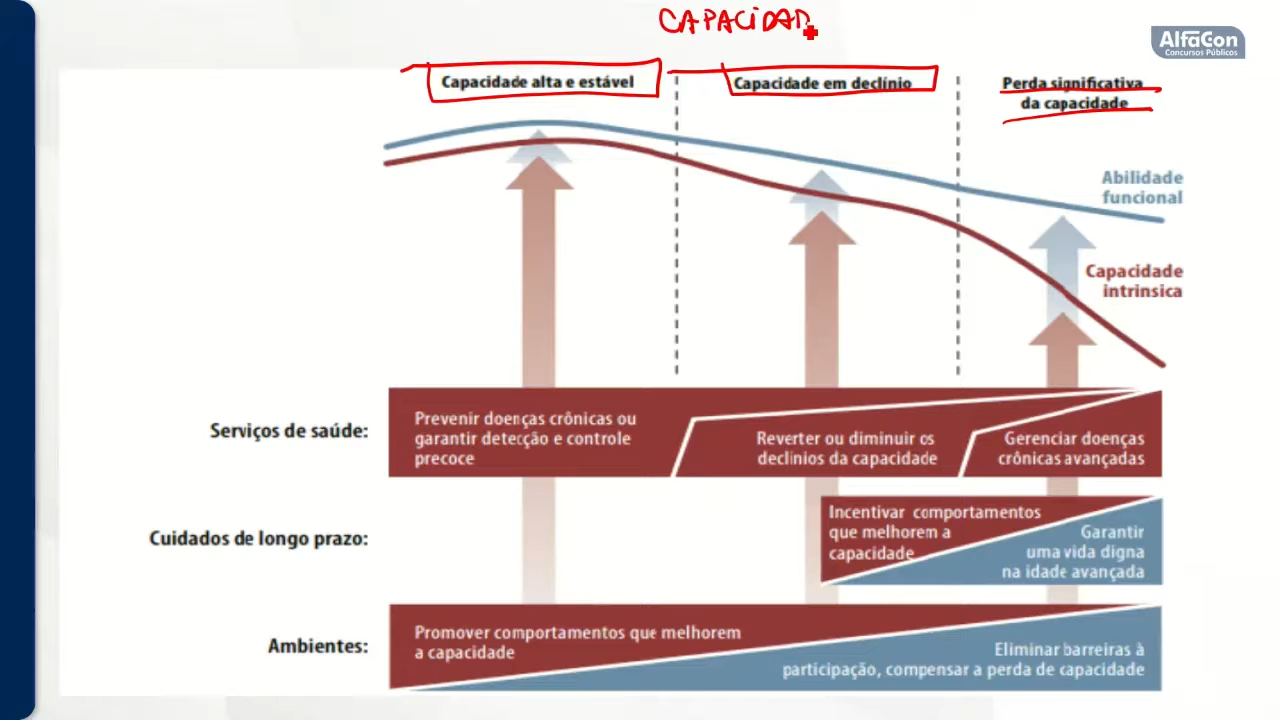 CAPACIDAD
AlfaCon
Concursos Públicos
Capacidade alta e estável
Capacidade em declínio
Perda significativa
da capacidade
Abilidade
funcional
Capacidade
intrinsica
Serviços de saúde:
Prevenir doenças crônicas ou
garantir detecção e controle
precoce
Reverter ou diminuir os
declínios da capacidade
Gerenciar doenças
crônicas avançadas
Cuidados de longo prazo:
Incentivar comportamentos
que melhorem a
capacidade
Garantir
uma vida digna
na idade avançada
Ambientes:
Promover comportamentos que melhorem
a capacidade
Eliminar barreiras à
participação, compensar a perda de capacidade